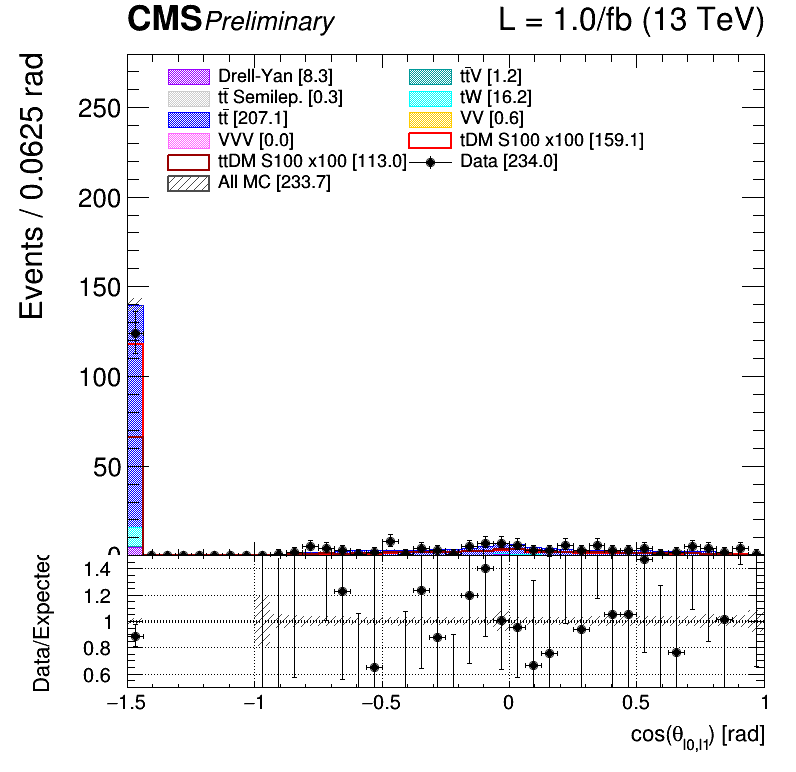 CMS Preliminary L = 1.0/fb (13 TeV)
Events / 0.0625 rad
Drell-Yan [8.3]
tt̄V [1.2]
tt̄ Semilep. [0.3]
tW [16.2]
tt̄ [207.1]
VV [0.6]
VVV [0.0]
tDM S100 x100 [159.1]
ttDM S100 x100 [113.0]
Data [234.0]
All MC [233.7]
250
200
150
100
50
0
Data/Expected
1.4
1.2
1
0.8
0.6
−1.5 −1 −0.5 0 0.5 1
cos(θl0,l1) [rad]